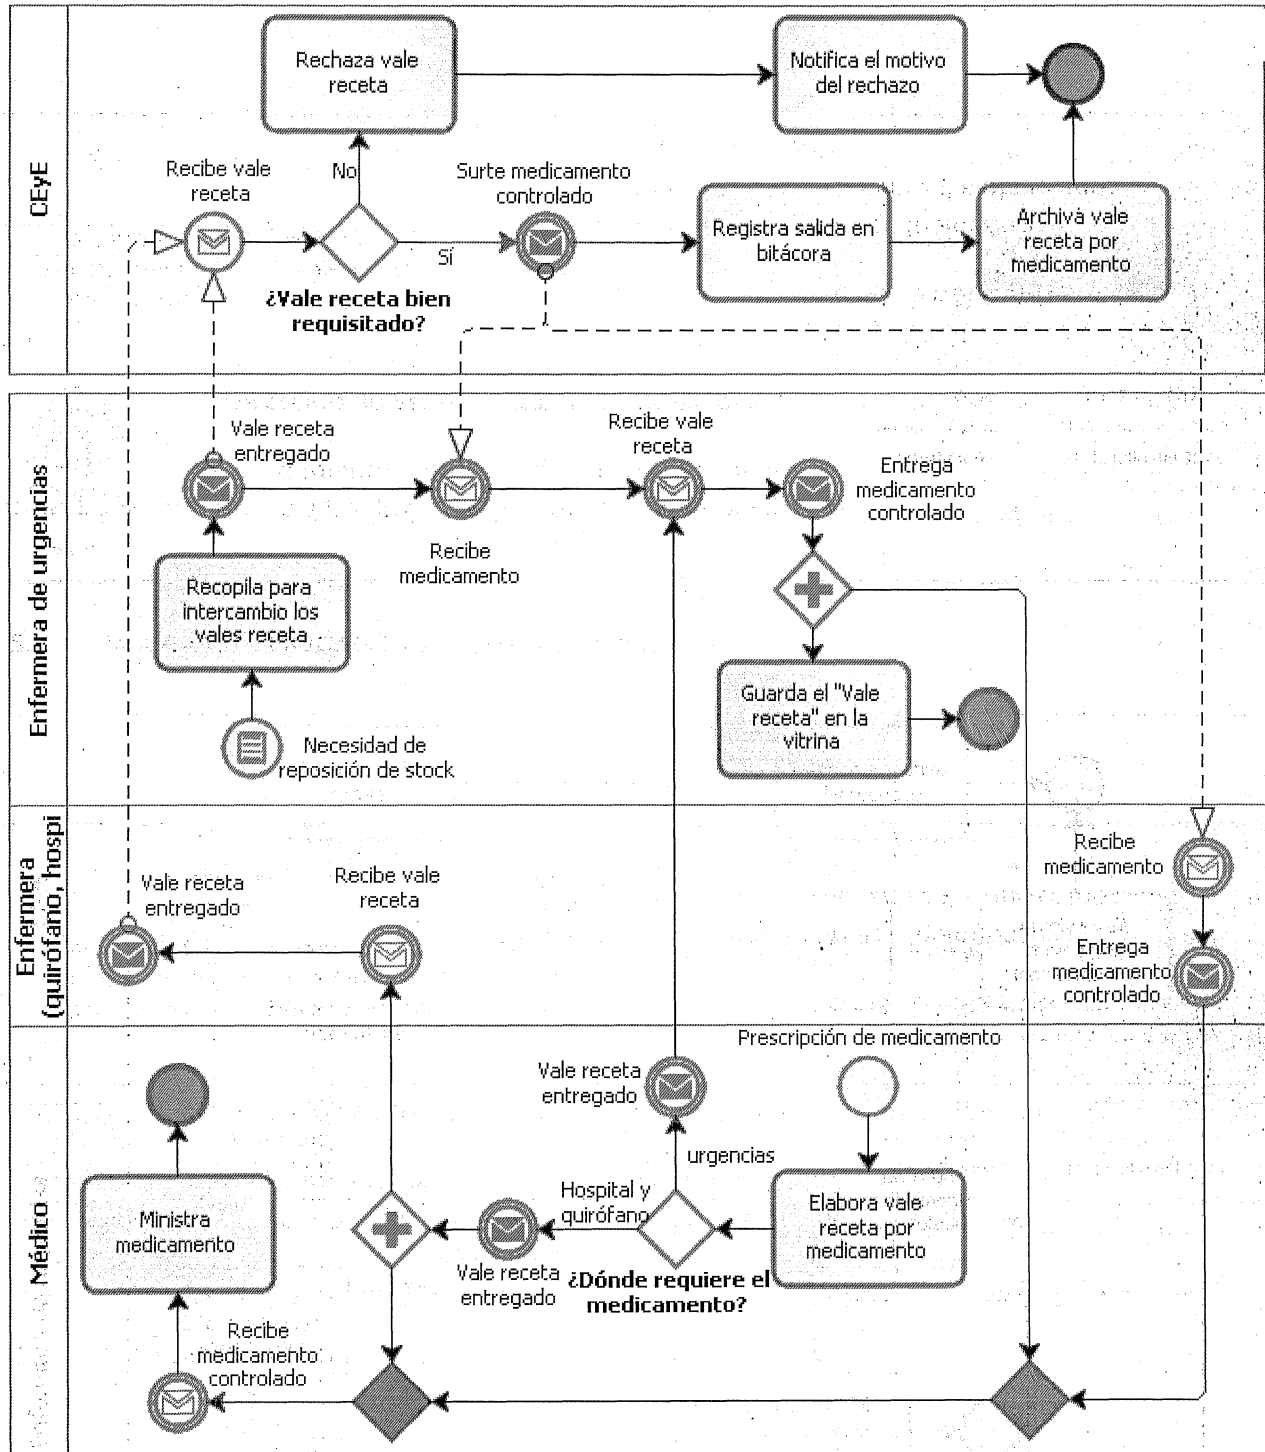 CEyE
Rechaza vale
receta
Notifica el motivo
del rechazo
Recibe vale
receta
No
Surte medicamento
controlado
Sí
¿Vale receta bien
requisitado?
Registra salida en
bitácora
Archiva vale
receta por
medicamento
Enfermera de urgencias
Vale receta
entregado
Recibe
medicamento
Recibe vale
receta
Entrega
medicamento
controlado
Recopila para
intercambio los
vales receta
Necesidad de
reposición de stock
Guarda el "Vale
receta" en la
vitrina
Enfermera
(quirófano, hospi
Vale receta
entregado
Recibe vale
receta
Recibe
medicamento
Entrega
medicamento
controlado
Médico
Prescripción de medicamento
Vale receta
entregado
urgencias
Elabora vale
receta por
medicamento
Hospital y
quirófano
¿Dónde requiere el
medicamento?
Vale receta
entregado
Ministra
medicamento
Recibe
medicamento
controlado